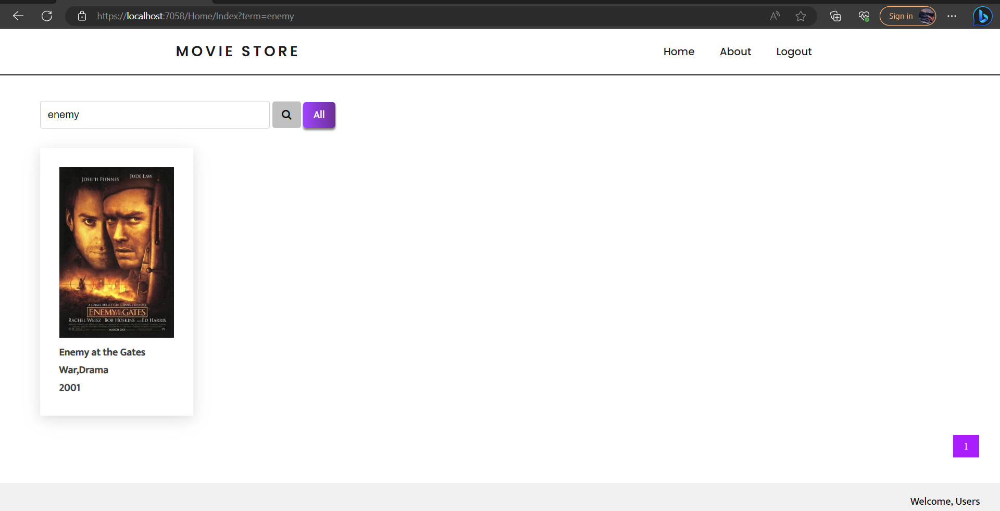 https://localhost:7058/Home/Index?term=enemy
Sign in
MOVIE STORE
Home About Logout
enemy
All
JOSEPH FIENNES JUDE LAW
A SINGLE BULLET CAN CHANGE HISTORY.
ENEMY AT THE GATES
RACHEL WEISZ BOB HOSKINS AND ED HARRIS
MARCH 2001
Enemy at the Gates
War,Drama
2001
1
Welcome, Users